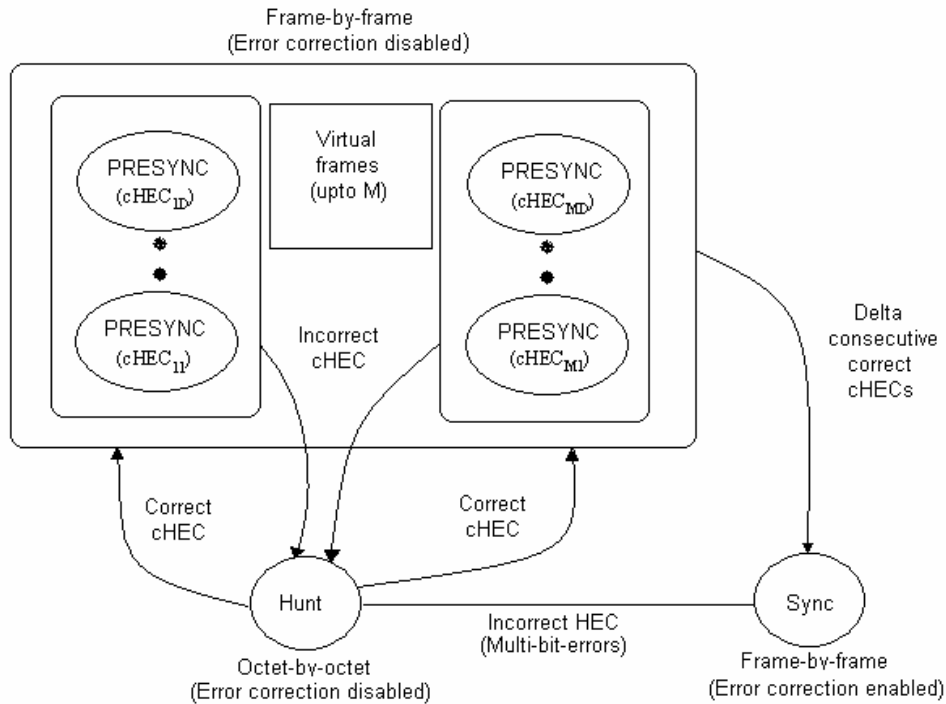 Frame-by-frame
(Error correction disabled)
PRESYNC
(cHEC1D)
Virtual
frames
(upto M)
PRESYNC
(cHECMD)
PRESYNC
(cHEC11)
Incorrect
cHEC
PRESYNC
(cHECM1)
Delta
consecutive
correct
cHECs
Correct
cHEC
Correct
cHEC
Hunt
Incorrect HEC
(Multi-bit-errors)
Sync
Octet-by-octet
(Error correction disabled)
Frame-by-frame
(Error correction enabled)